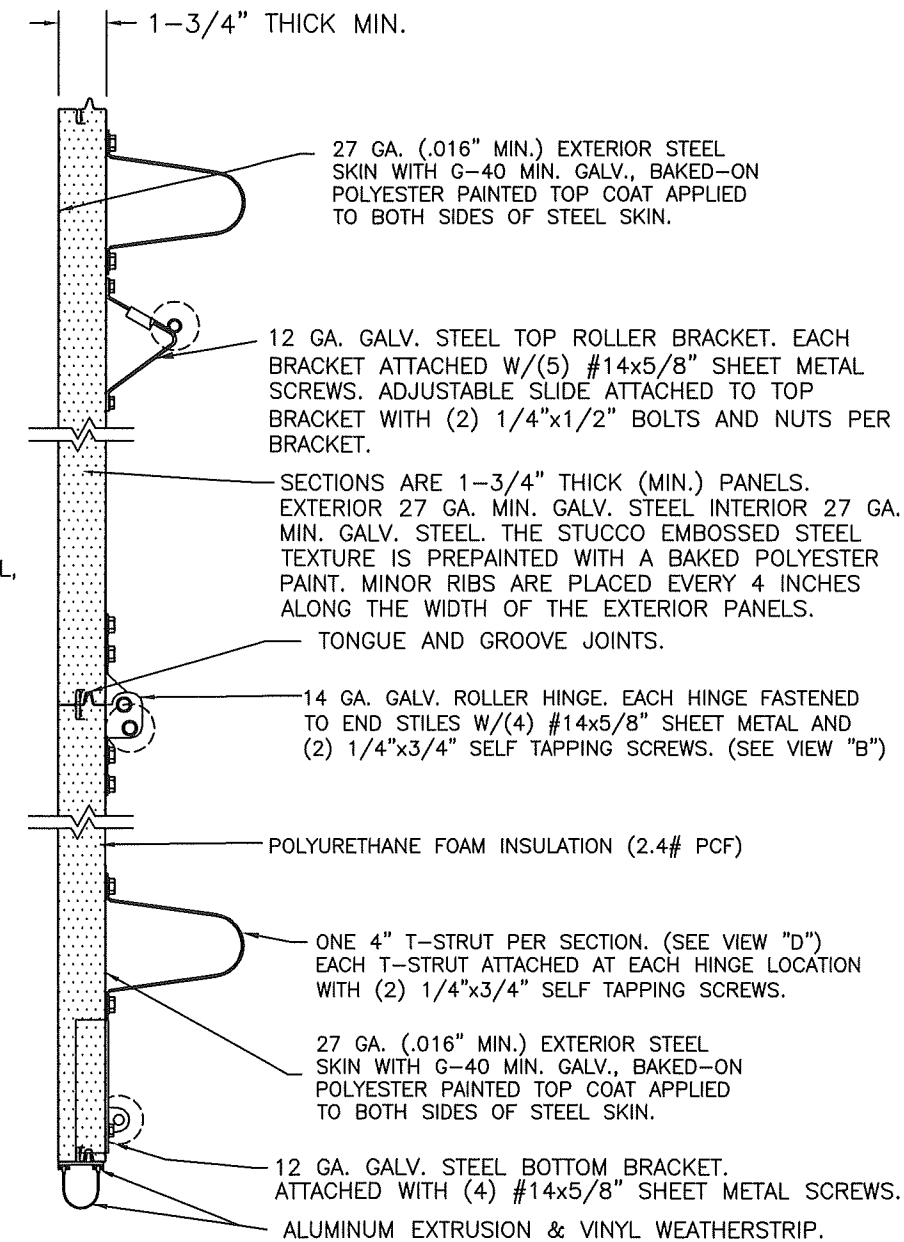 1-3/4" THICK MIN.
27 GA. (.016" MIN.) EXTERIOR STEEL
SKIN WITH G-40 MIN. GALV., BAKED-ON
POLYESTER PAINTED TOP COAT APPLIED
TO BOTH SIDES OF STEEL SKIN.
12 GA. GALV. STEEL TOP ROLLER BRACKET. EACH
BRACKET ATTACHED W/(5) #14x5/8" SHEET METAL
SCREWS. ADJUSTABLE SLIDE ATTACHED TO TOP
BRACKET WITH (2) 1/4"x1/2" BOLTS AND NUTS PER
BRACKET.
SECTIONS ARE 1-3/4" THICK (MIN.) PANELS.
EXTERIOR 27 GA. MIN. GALV. STEEL INTERIOR 27 GA.
MIN. GALV. STEEL. THE STUCCO EMBOSSED STEEL
TEXTURE IS PREPAINTED WITH A BAKED POLYESTER
PAINT. MINOR RIBS ARE PLACED EVERY 4 INCHES
ALONG THE WIDTH OF THE EXTERIOR PANELS.
L,
TONGUE AND GROOVE JOINTS.
14 GA. GALV. ROLLER HINGE. EACH HINGE FASTENED
TO END STILES W/(4) #14x5/8" SHEET METAL AND
(2) 1/4"x3/4" SELF TAPPING SCREWS. (SEE VIEW "B")
POLYURETHANE FOAM INSULATION (2.4# PCF)
ONE 4" T-STRUT PER SECTION. (SEE VIEW "D")
EACH T-STRUT ATTACHED AT EACH HINGE LOCATION
WITH (2) 1/4"x3/4" SELF TAPPING SCREWS.
27 GA. (.016" MIN.) EXTERIOR STEEL
SKIN WITH G-40 MIN. GALV., BAKED-ON
POLYESTER PAINTED TOP COAT APPLIED
TO BOTH SIDES OF STEEL SKIN.
12 GA. GALV. STEEL BOTTOM BRACKET.
ATTACHED WITH (4) #14x5/8" SHEET METAL SCREWS.
ALUMINUM EXTRUSION & VINYL WEATHERSTRIP.